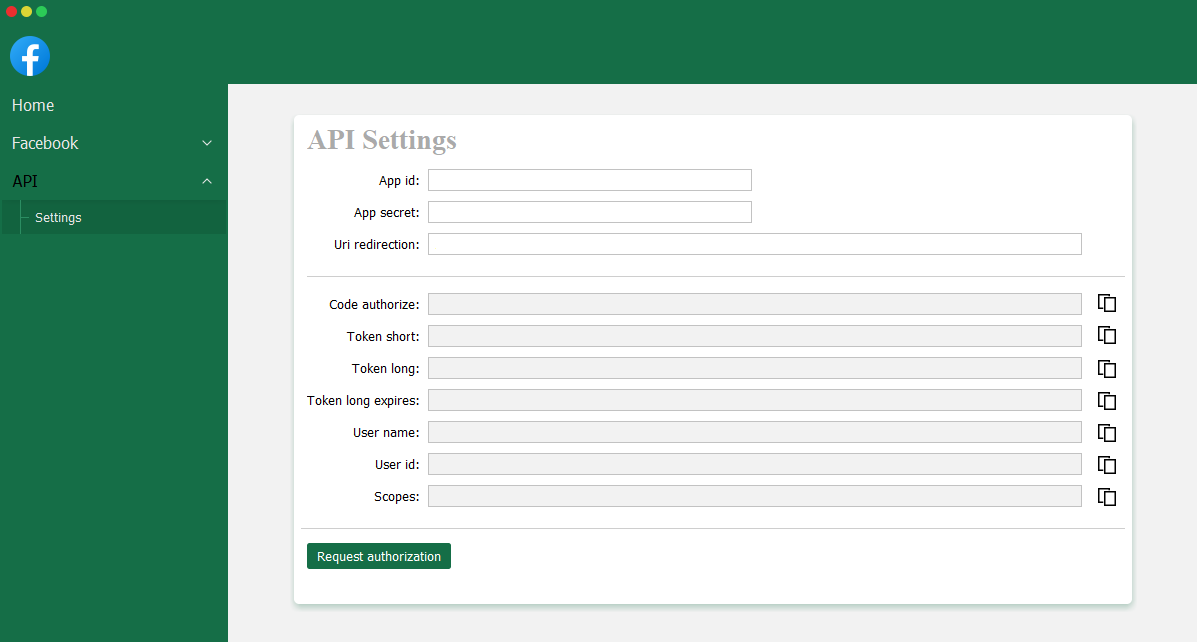 Home
Facebook
API
Settings
API Settings
App id:
App secret:
Uri redirection:
Code authorize:
Token short:
Token long:
Token long expires:
User name:
User id:
Scopes:
Request authorization